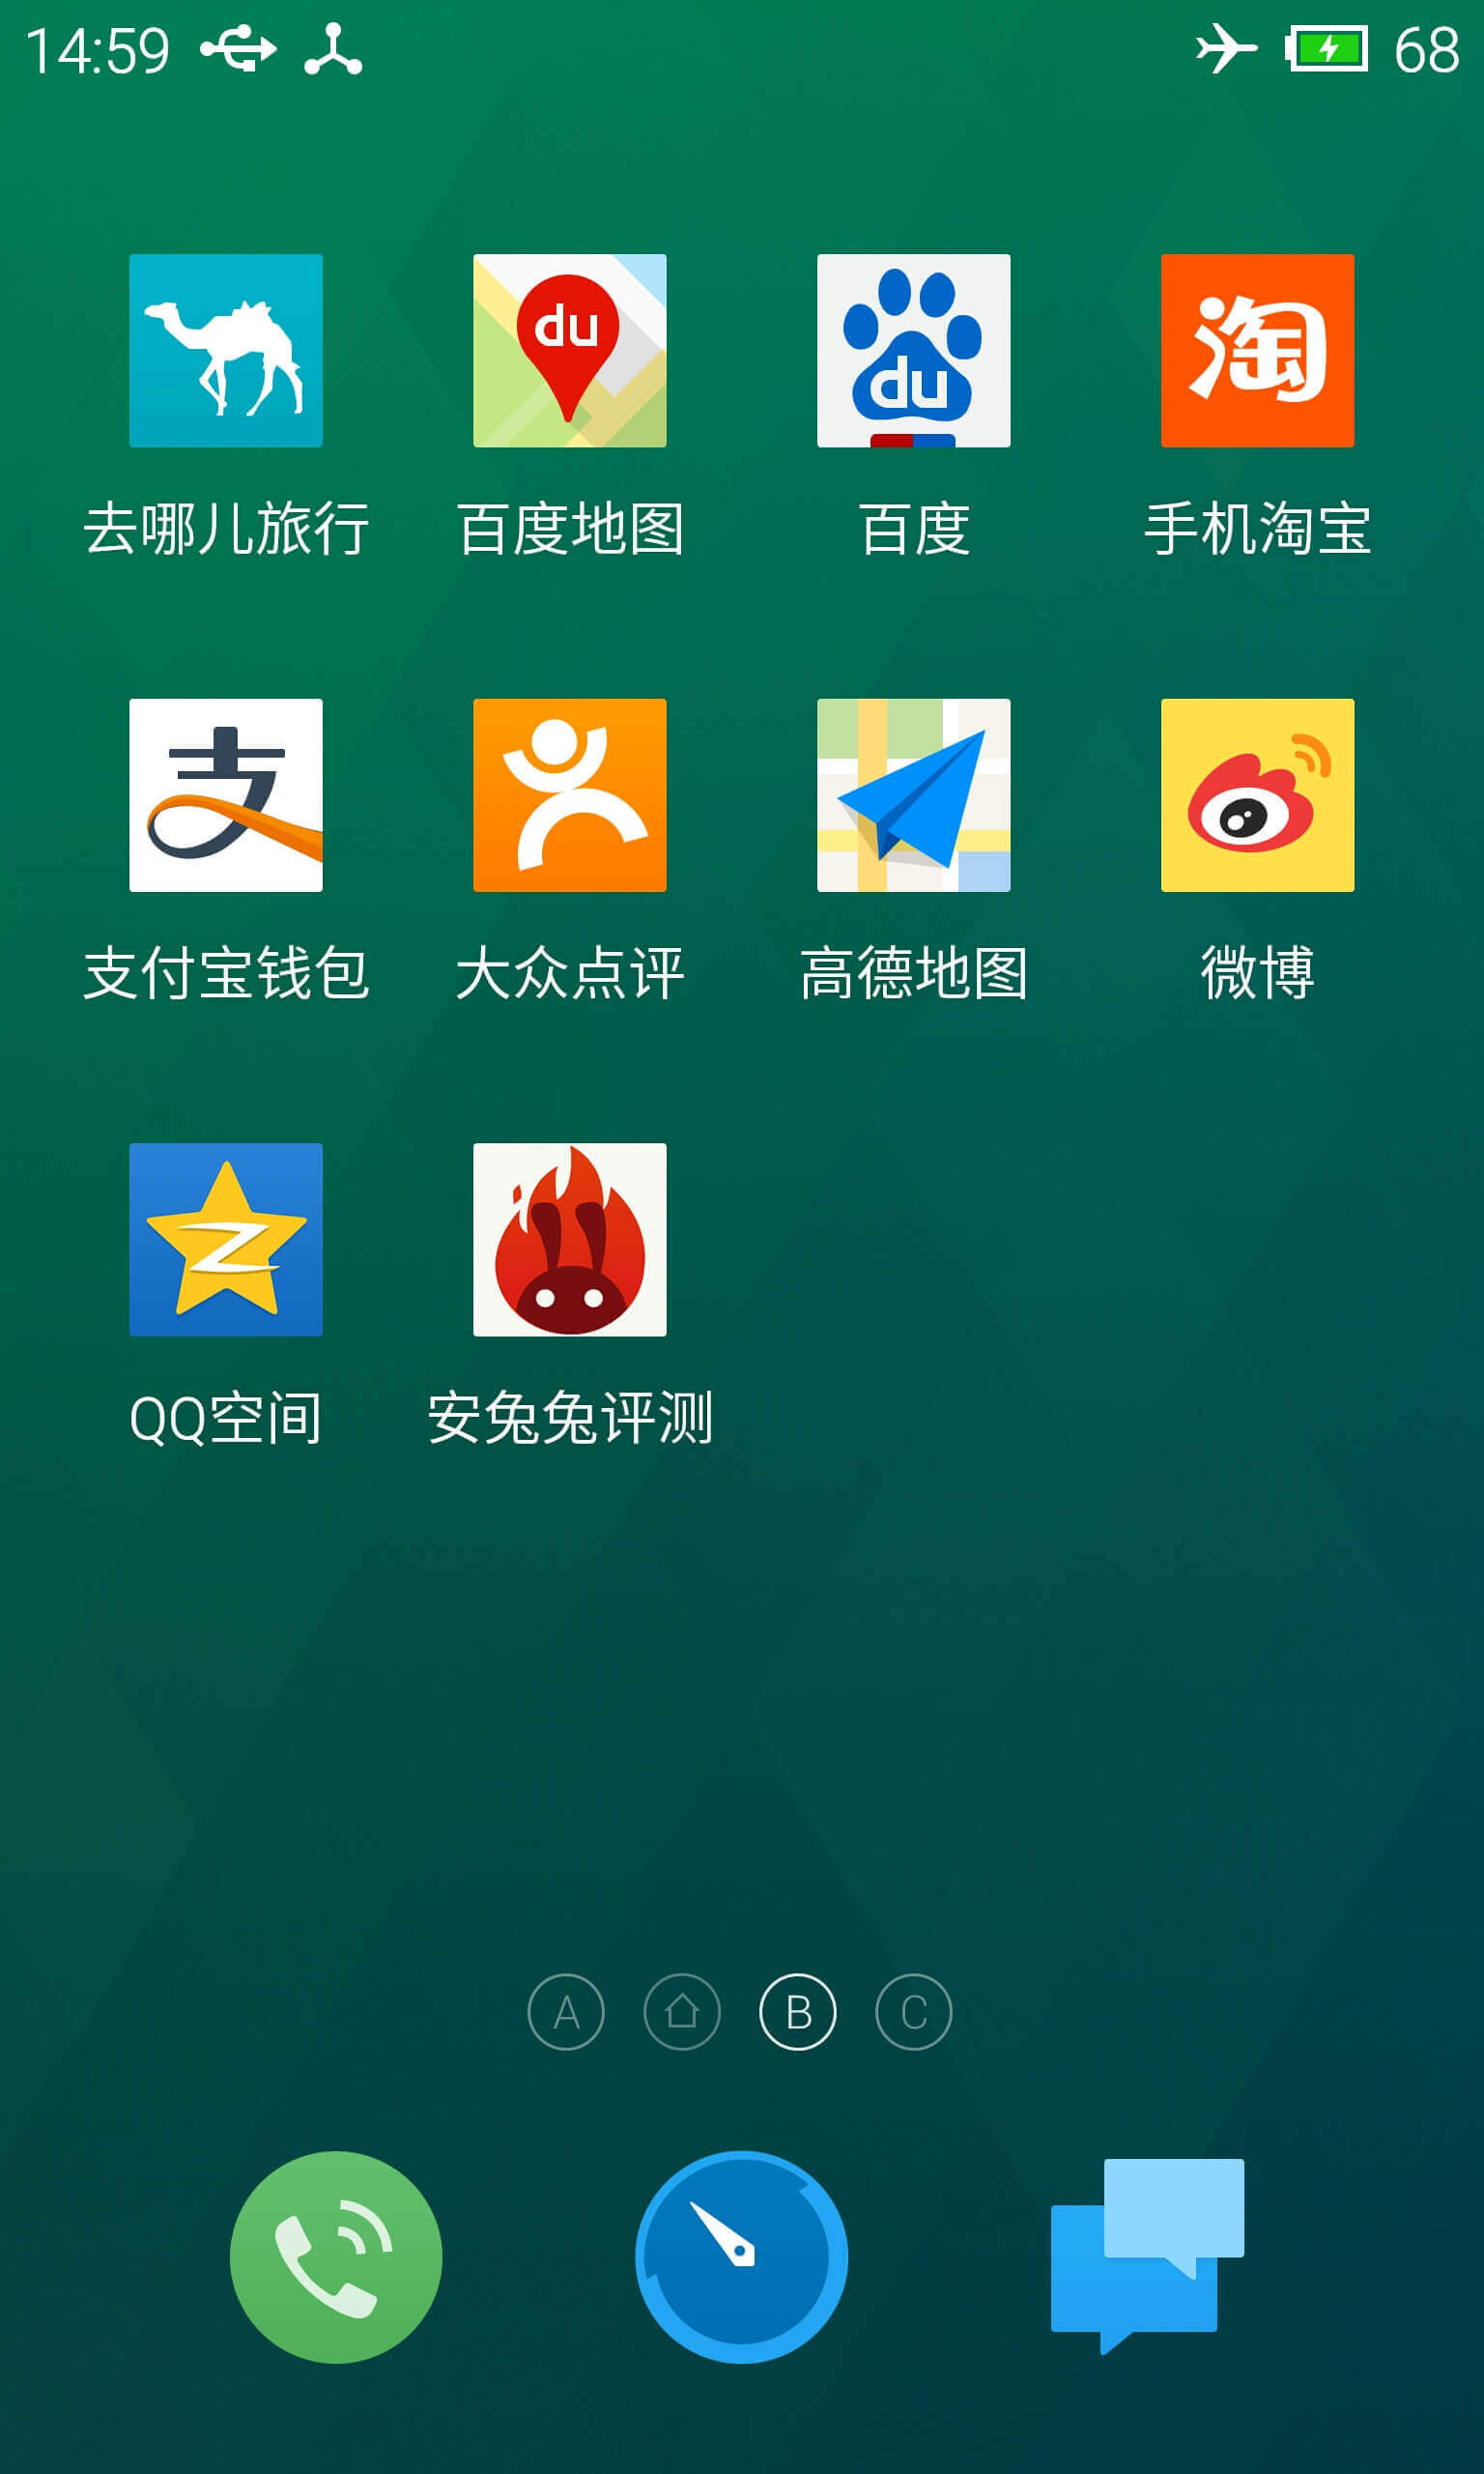 14:59 68
du du 淘
去哪儿旅行 百度地图 百度 手机淘宝
支
支付宝钱包 大众点评 高德地图 微博
QQ空间 安兔兔评测
A B C